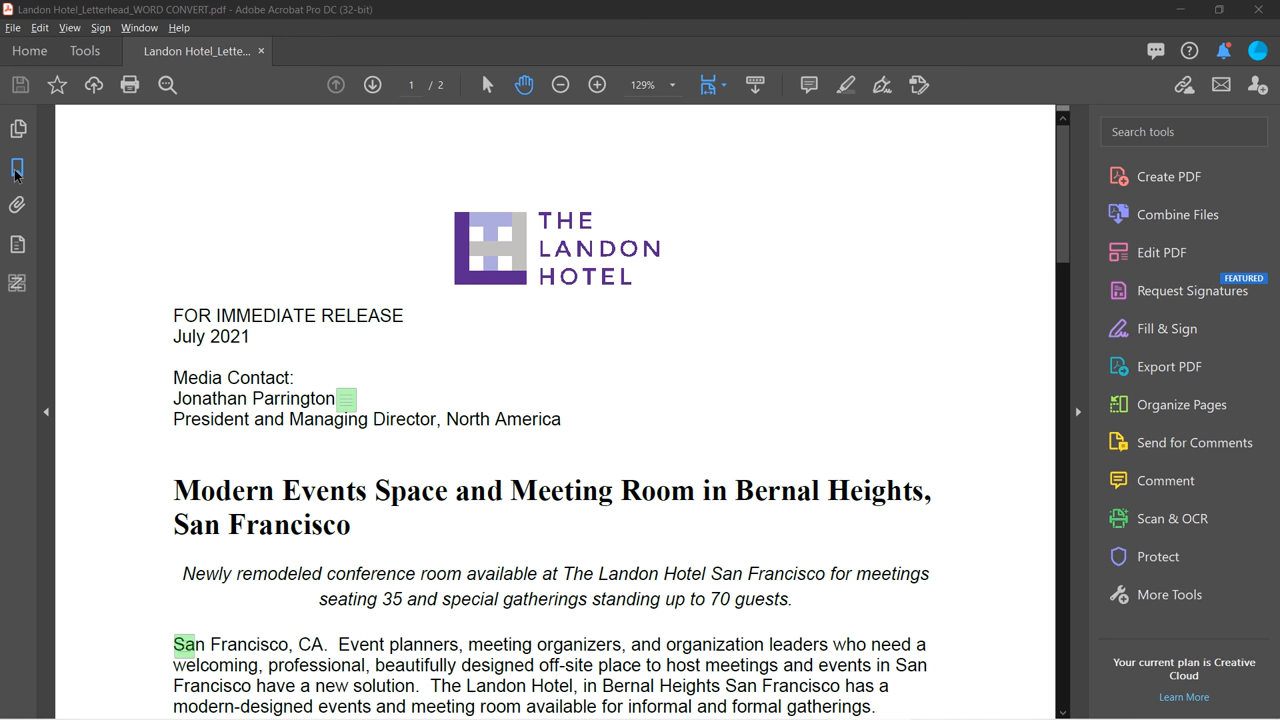 Landon Hotel_Letterhead_WORD CONVERT.pdf - Adobe Acrobat Pro DC (32-bit)
File Edit View Sign Window Help
Home Tools Landon Hotel_Lette... ×
1 / 2 129%
Search tools
Create PDF
Combine Files
Edit PDF
FEATURED
Request Signatures
Fill & Sign
Export PDF
Organize Pages
Send for Comments
Comment
Scan & OCR
Protect
More Tools
Your current plan is Creative
Cloud
Learn More
THE
LANDON
HOTEL
FOR IMMEDIATE RELEASE
July 2021
Media Contact:
Jonathan Parrington
President and Managing Director, North America
Modern Events Space and Meeting Room in Bernal Heights,
San Francisco
Newly remodeled conference room available at The Landon Hotel San Francisco for meetings
seating 35 and special gatherings standing up to 70 guests.
San Francisco, CA.  Event planners, meeting organizers, and organization leaders who need a
welcoming, professional, beautifully designed off-site place to host meetings and events in San
Francisco have a new solution.  The Landon Hotel, in Bernal Heights San Francisco has a
modern-designed events and meeting room available for informal and formal gatherings.